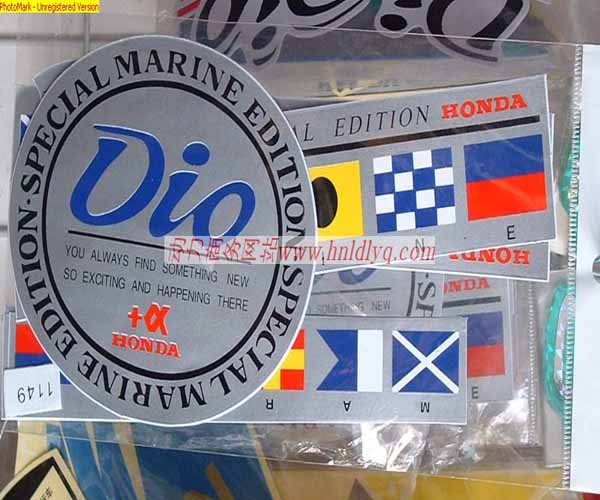 PhotoMark - Unregistered Version
SPECIAL MARINE EDITION · SPECIAL MARINE EDITION ·
Dio
YOU ALWAYS FIND SOMETHING NEW
SO EXCITING AND HAPPENING THERE
+α
HONDA
AL EDITION HONDA
N E
HONDA
www.hnldlyq.com
SOMETHING NEW
HONDA
E
R A M
1149